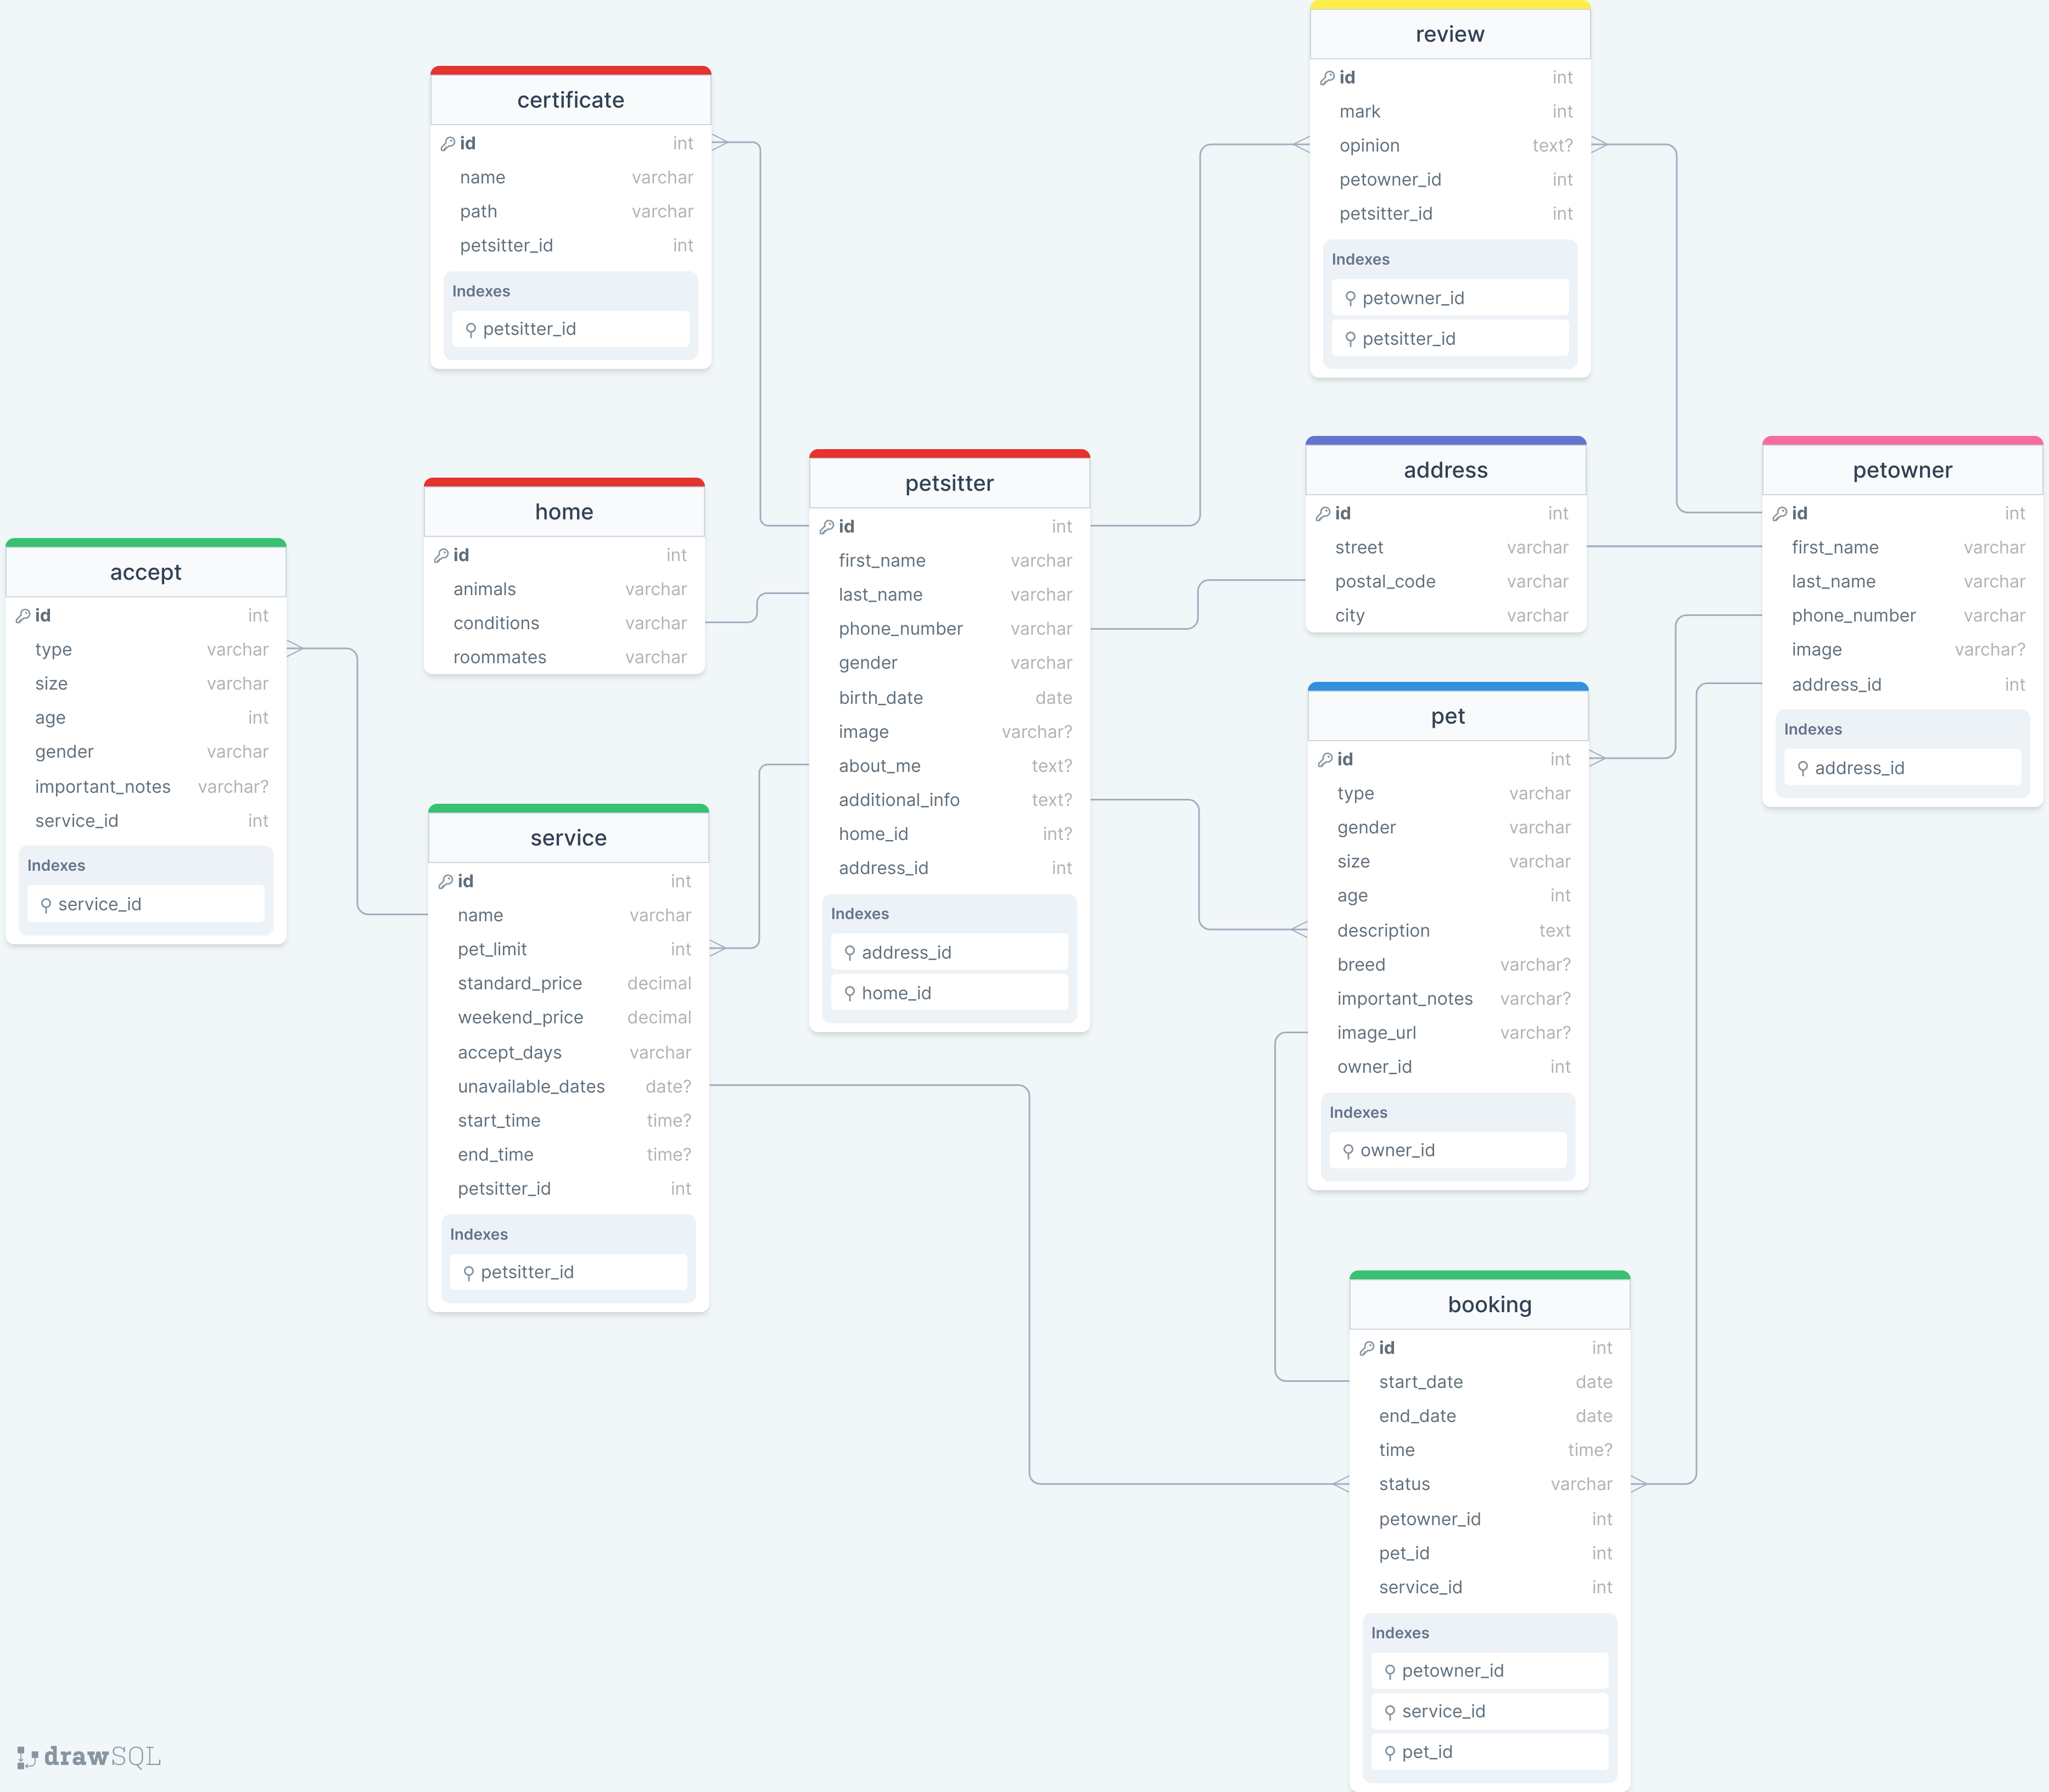 certificate
id int
name varchar
path varchar
petsitter_id int
Indexes
petsitter_id
home
id int
animals varchar
conditions varchar
roommates varchar
accept
id int
type varchar
size varchar
age int
gender varchar
important_notes varchar?
service_id int
Indexes
service_id
service
id int
name varchar
pet_limit int
standard_price decimal
weekend_price decimal
accept_days varchar
unavailable_dates date?
start_time time?
end_time time?
petsitter_id int
Indexes
petsitter_id
petsitter
id int
first_name varchar
last_name varchar
phone_number varchar
gender varchar
birth_date date
image varchar?
about_me text?
additional_info text?
home_id int?
address_id int
Indexes
address_id
home_id
review
id int
mark int
opinion text?
petowner_id int
petsitter_id int
Indexes
petowner_id
petsitter_id
address
id int
street varchar
postal_code varchar
city varchar
petowner
id int
first_name varchar
last_name varchar
phone_number varchar
image varchar?
address_id int
Indexes
address_id
pet
id int
type varchar
gender varchar
size varchar
age int
description text
breed varchar?
important_notes varchar?
image_url varchar?
owner_id int
Indexes
owner_id
booking
id int
start_date date
end_date date
time time?
status varchar
petowner_id int
pet_id int
service_id int
Indexes
petowner_id
service_id
pet_id
drawSQL